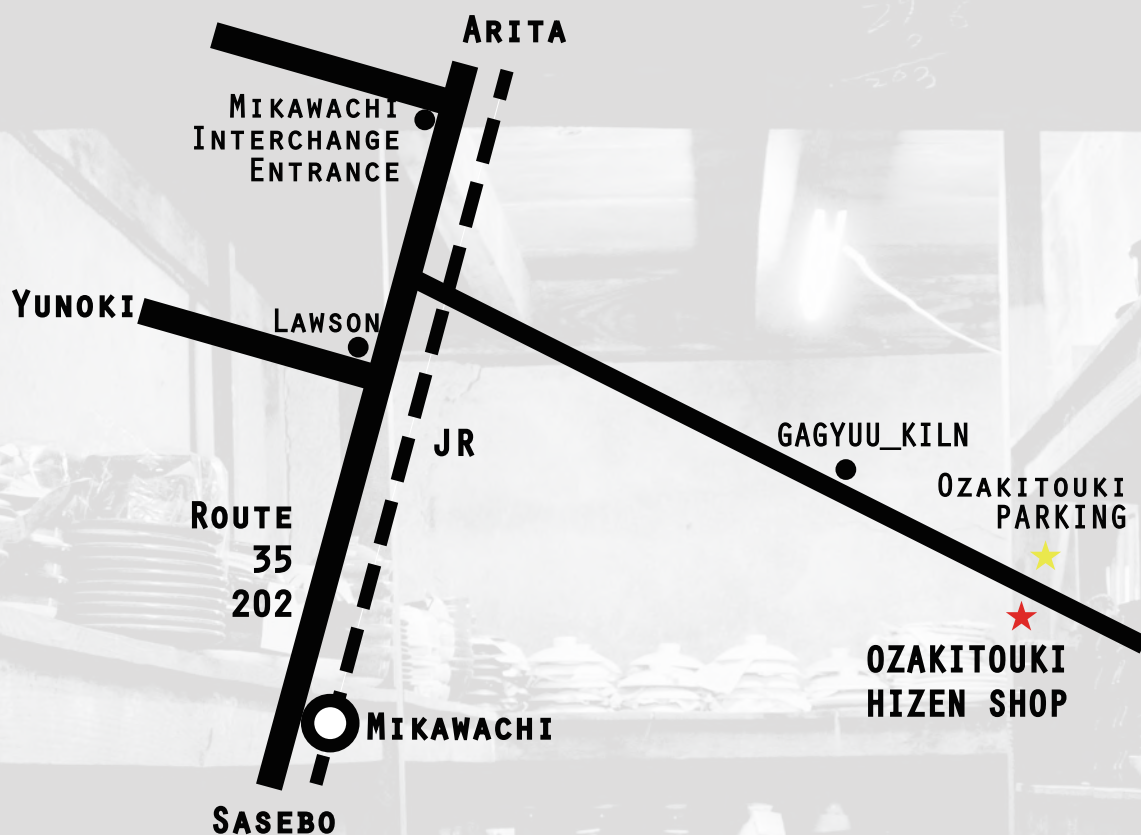 ARITA
MIKAWACHI
INTERCHANGE
ENTRANCE
YUNOKI
LAWSON
JR
GAGYUU_KILN
OZAKITOUKI
PARKING
ROUTE
35
202
OZAKITOUKI
HIZEN SHOP
MIKAWACHI
SASEBO